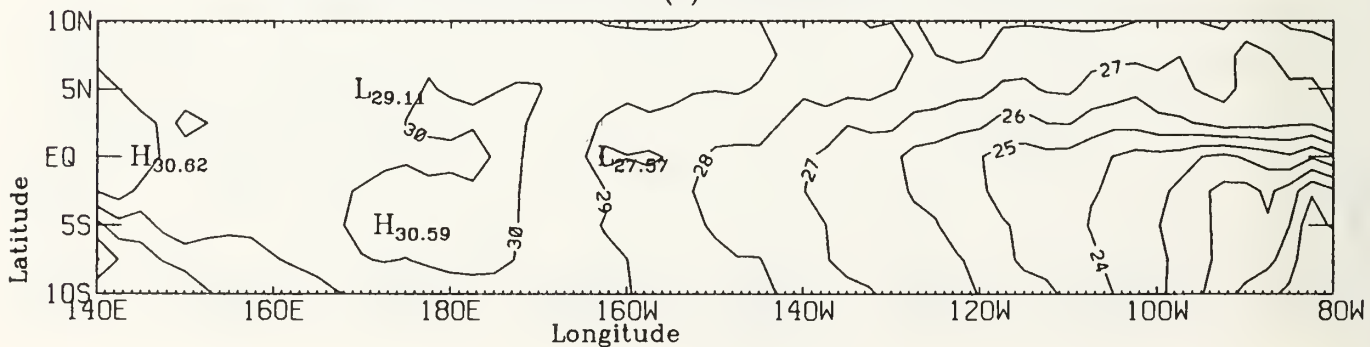 10N
5N
EQ
5S
10S
Latitude
L29.11
30
H30.62
L27.57
H30.59
30
29
28
27
27
26
25
24
140E 160E 180E 160W 140W 120W 100W 80W
Longitude